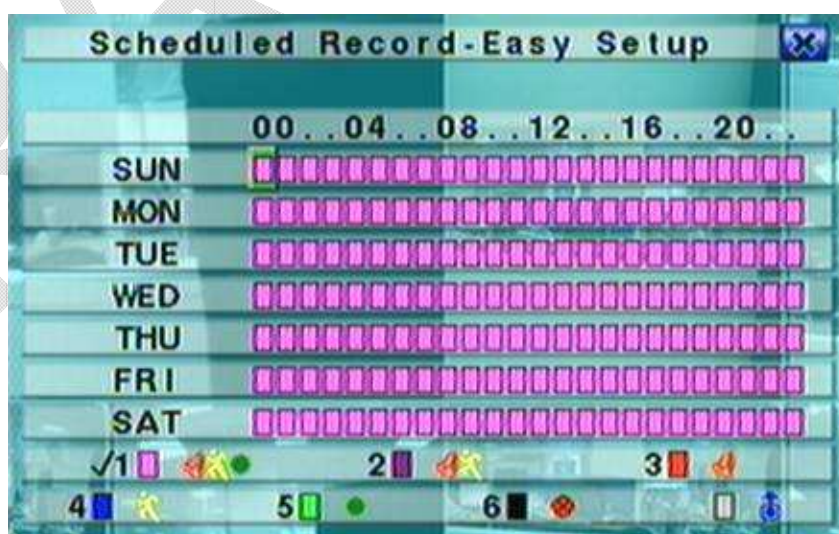 Scheduled Record-Easy Setup
00..04..08..12..16..20..
SUN
MON
TUE
WED
THU
FRI
SAT
√1 2 3
4 5 6